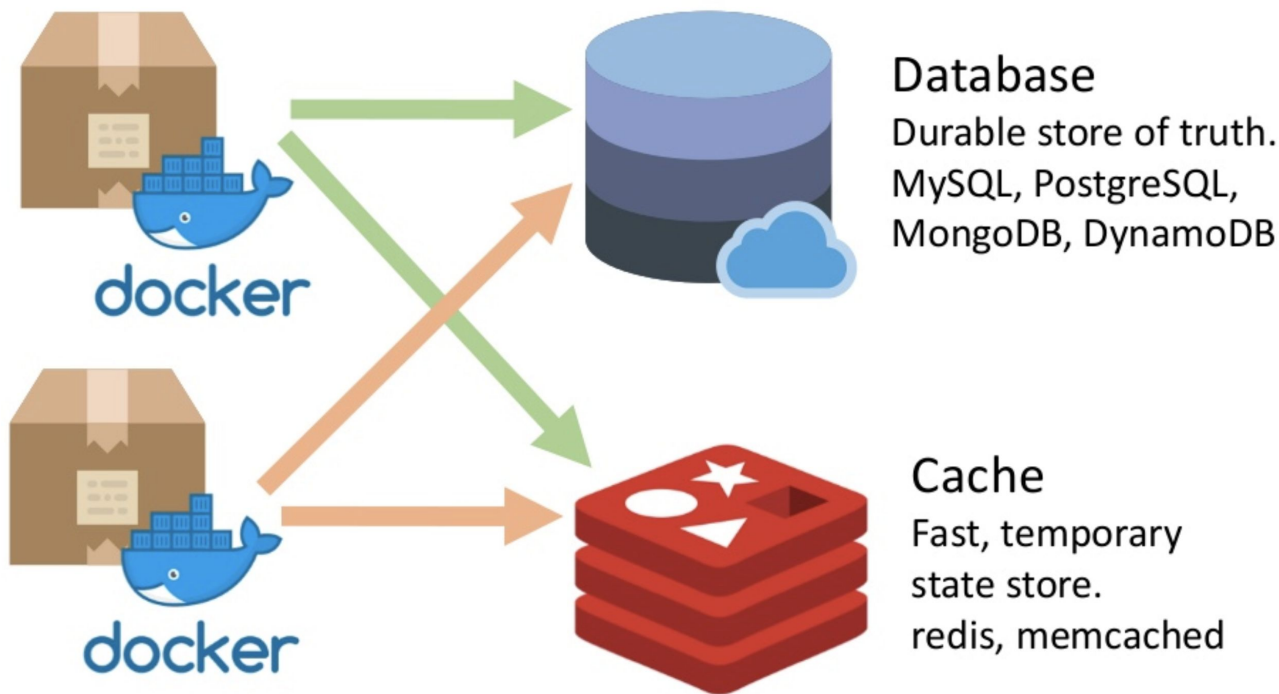 docker
Database
Durable store of truth.
MySQL, PostgreSQL,
MongoDB, DynamoDB
docker
Cache
Fast, temporary
state store.
redis, memcached